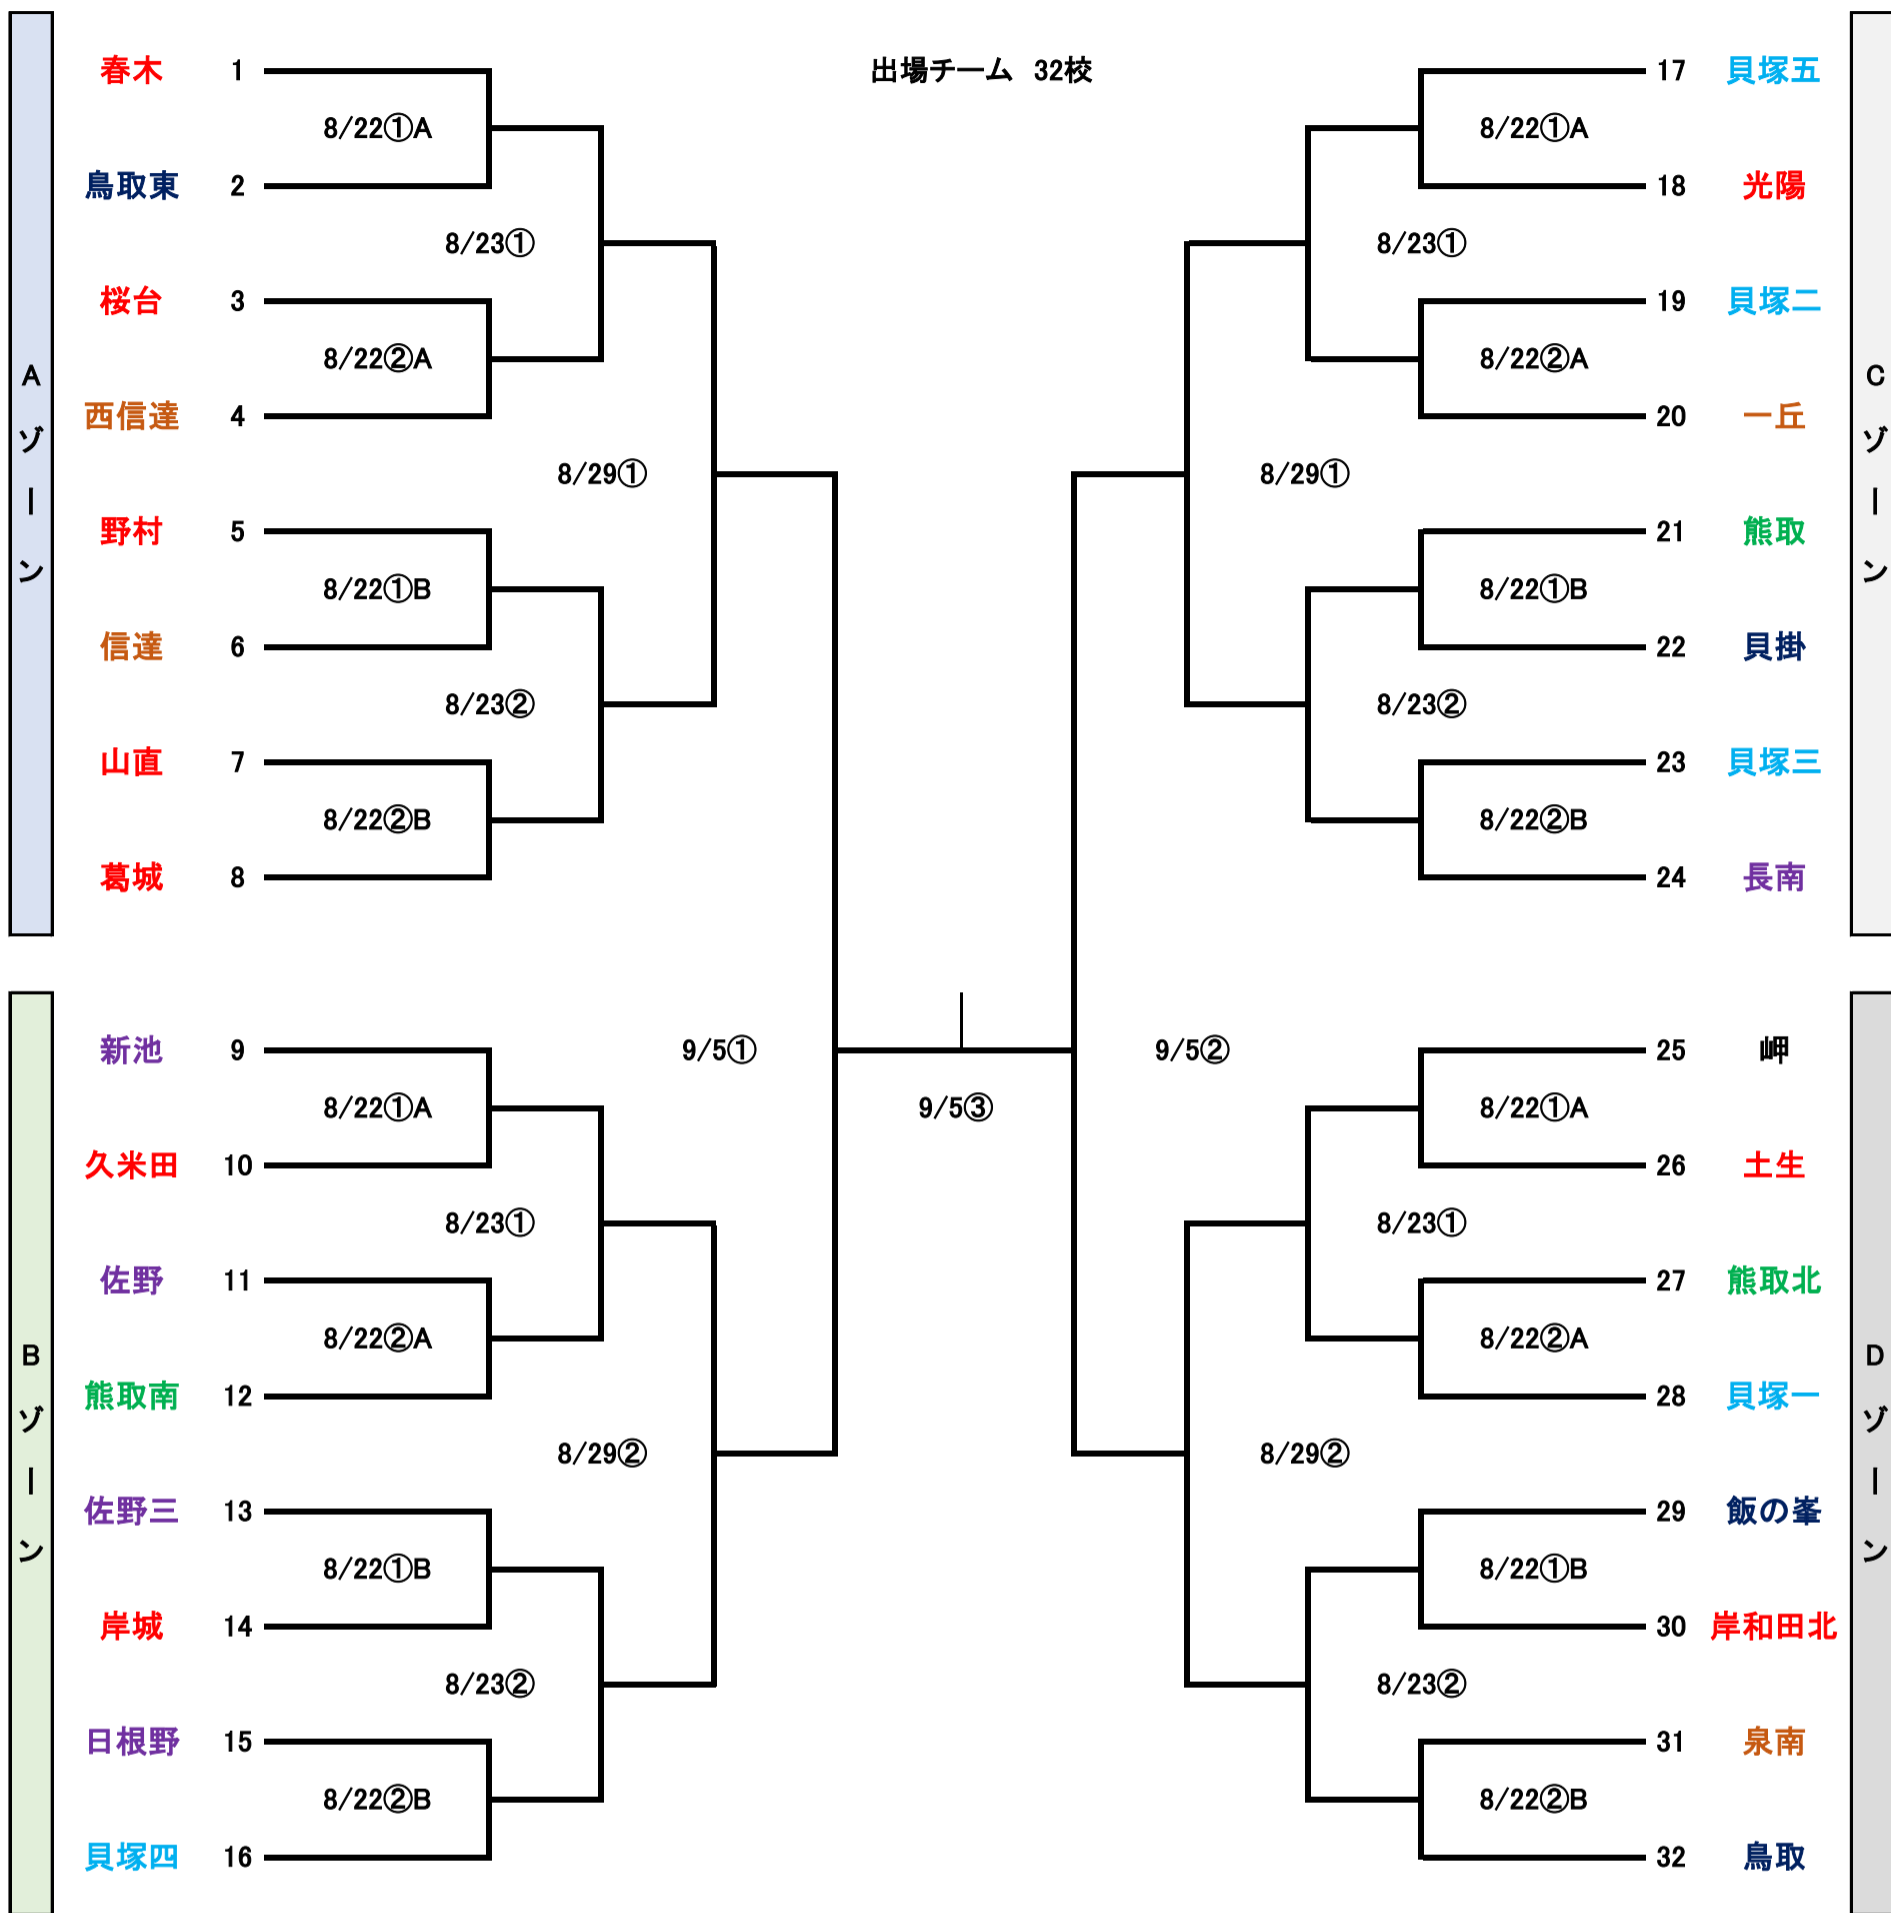 出場チーム 32校
Aゾーン
春木 1
8/22①A
鳥取東 2
8/23①
桜台 3
8/22②A
西信達 4
8/29①
野村 5
8/22①B
信達 6
8/23②
山直 7
8/22②B
葛城 8
Bゾーン
新池 9
8/22①A
久米田 10
8/23①
佐野 11
8/22②A
熊取南 12
8/29②
佐野三 13
8/22①B
岸城 14
8/23②
日根野 15
8/22②B
貝塚四 16
9/5①
9/5③
9/5②
Cゾーン
17 貝塚五
8/22①A
18 光陽
8/23①
19 貝塚二
8/22②A
20 一丘
8/29①
21 熊取
8/22①B
22 貝掛
8/23②
23 貝塚三
8/22②B
24 長南
Dゾーン
25 岬
8/22①A
26 土生
8/23①
27 熊取北
8/22②A
28 貝塚一
8/29②
29 飯の峯
8/22①B
30 岸和田北
8/23②
31 泉南
8/22②B
32 鳥取